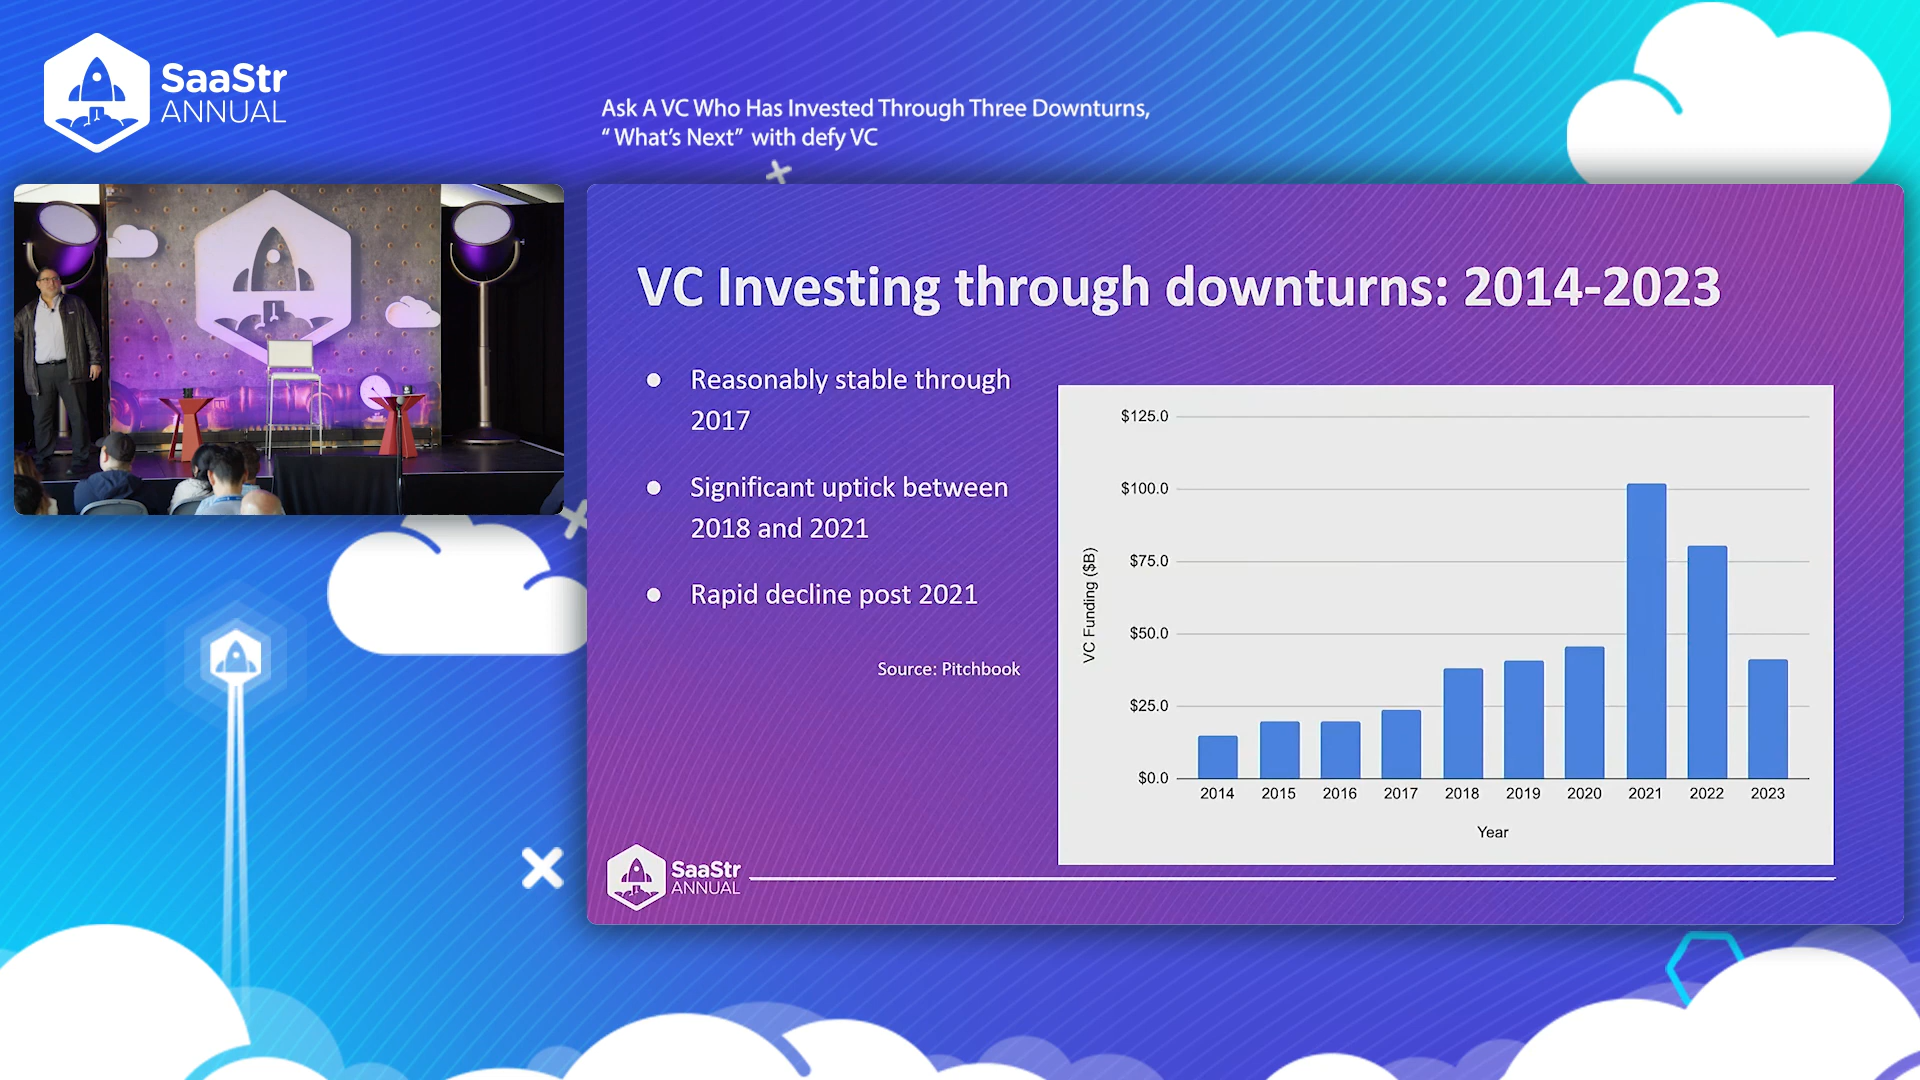 SaaStr
ANNUAL
Ask A VC Who Has Invested Through Three Downturns,
“ What’s Next” with defy VC
VC Investing through downturns: 2014-2023
● Reasonably stable through
2017
● Significant uptick between
2018 and 2021
● Rapid decline post 2021
Source: Pitchbook
VC Funding ($B)
$125.0
$100.0
$75.0
$50.0
$25.0
$0.0
2014 2015 2016 2017 2018 2019 2020 2021 2022 2023
Year
SaaStr
ANNUAL